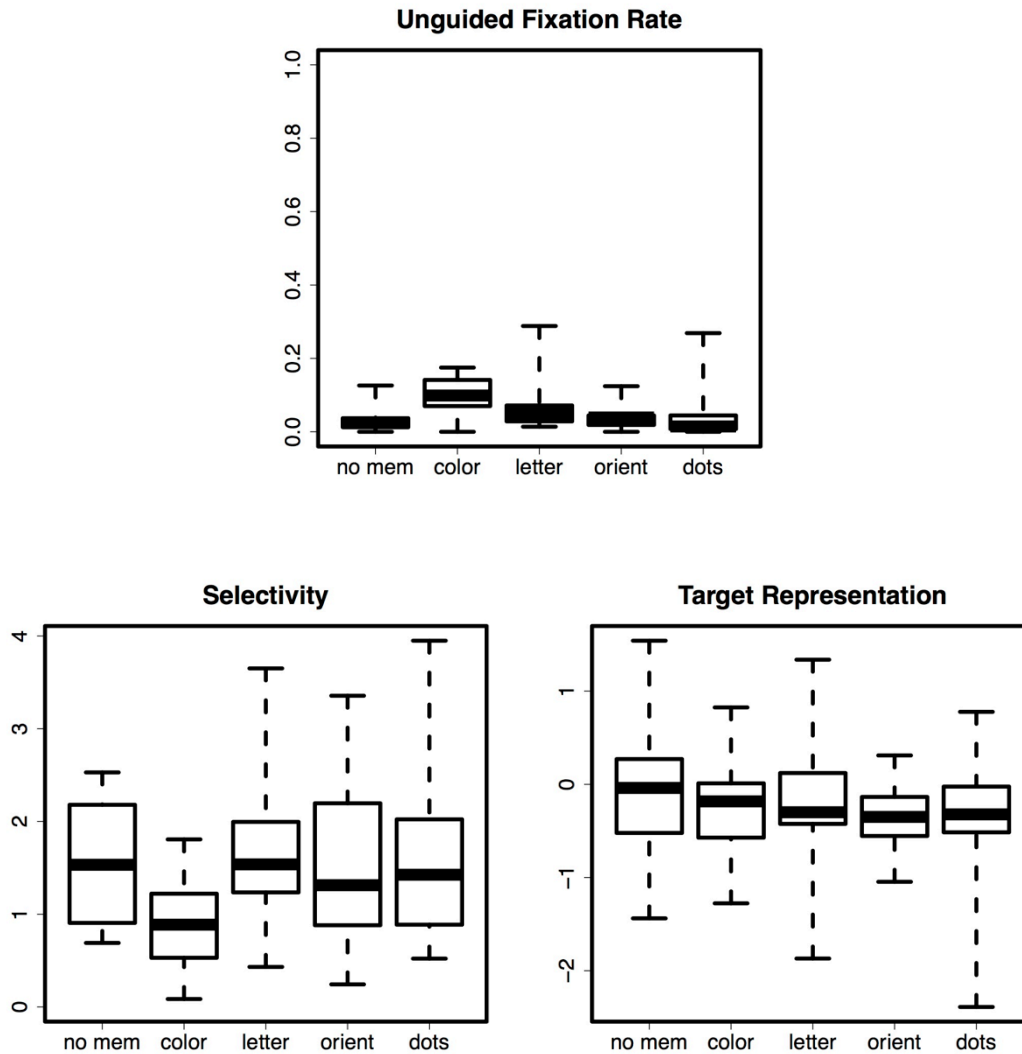 Unguided Fixation Rate
1.0
0.8
0.6
0.4
0.2
0.0
no mem color letter orient dots
Selectivity
4
3
2
1
0
no mem color letter orient dots
Target Representation
1
0
−1
−2
no mem color letter orient dots